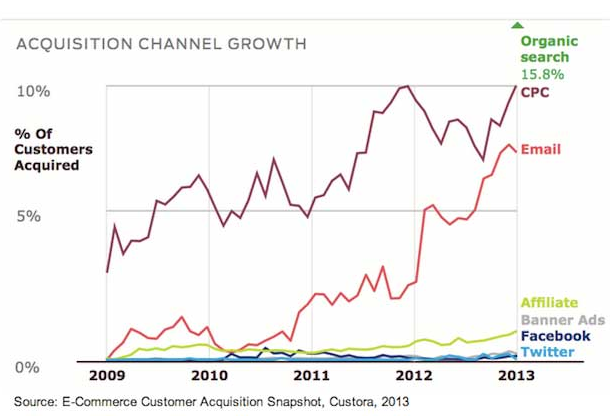 ACQUISITION CHANNEL GROWTH
Organic
search
15.8%
10%
CPC
% Of
Customers
Acquired
Email
5%
Affiliate
Banner Ads
Facebook
Twitter
0%
2009 2010 2011 2012 2013
Source: E-Commerce Customer Acquisition Snapshot, Custora, 2013